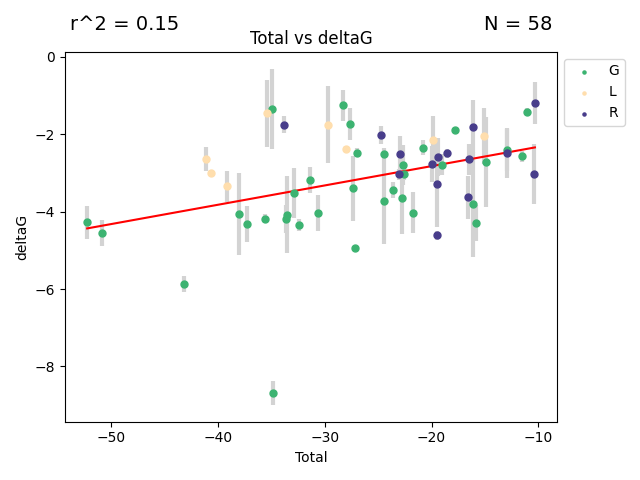 r^2 = 0.15
N = 58
Total vs deltaG
G
L
R
deltaG
0
−2
−4
−6
−8
−50
−40
−30
−20
−10
Total